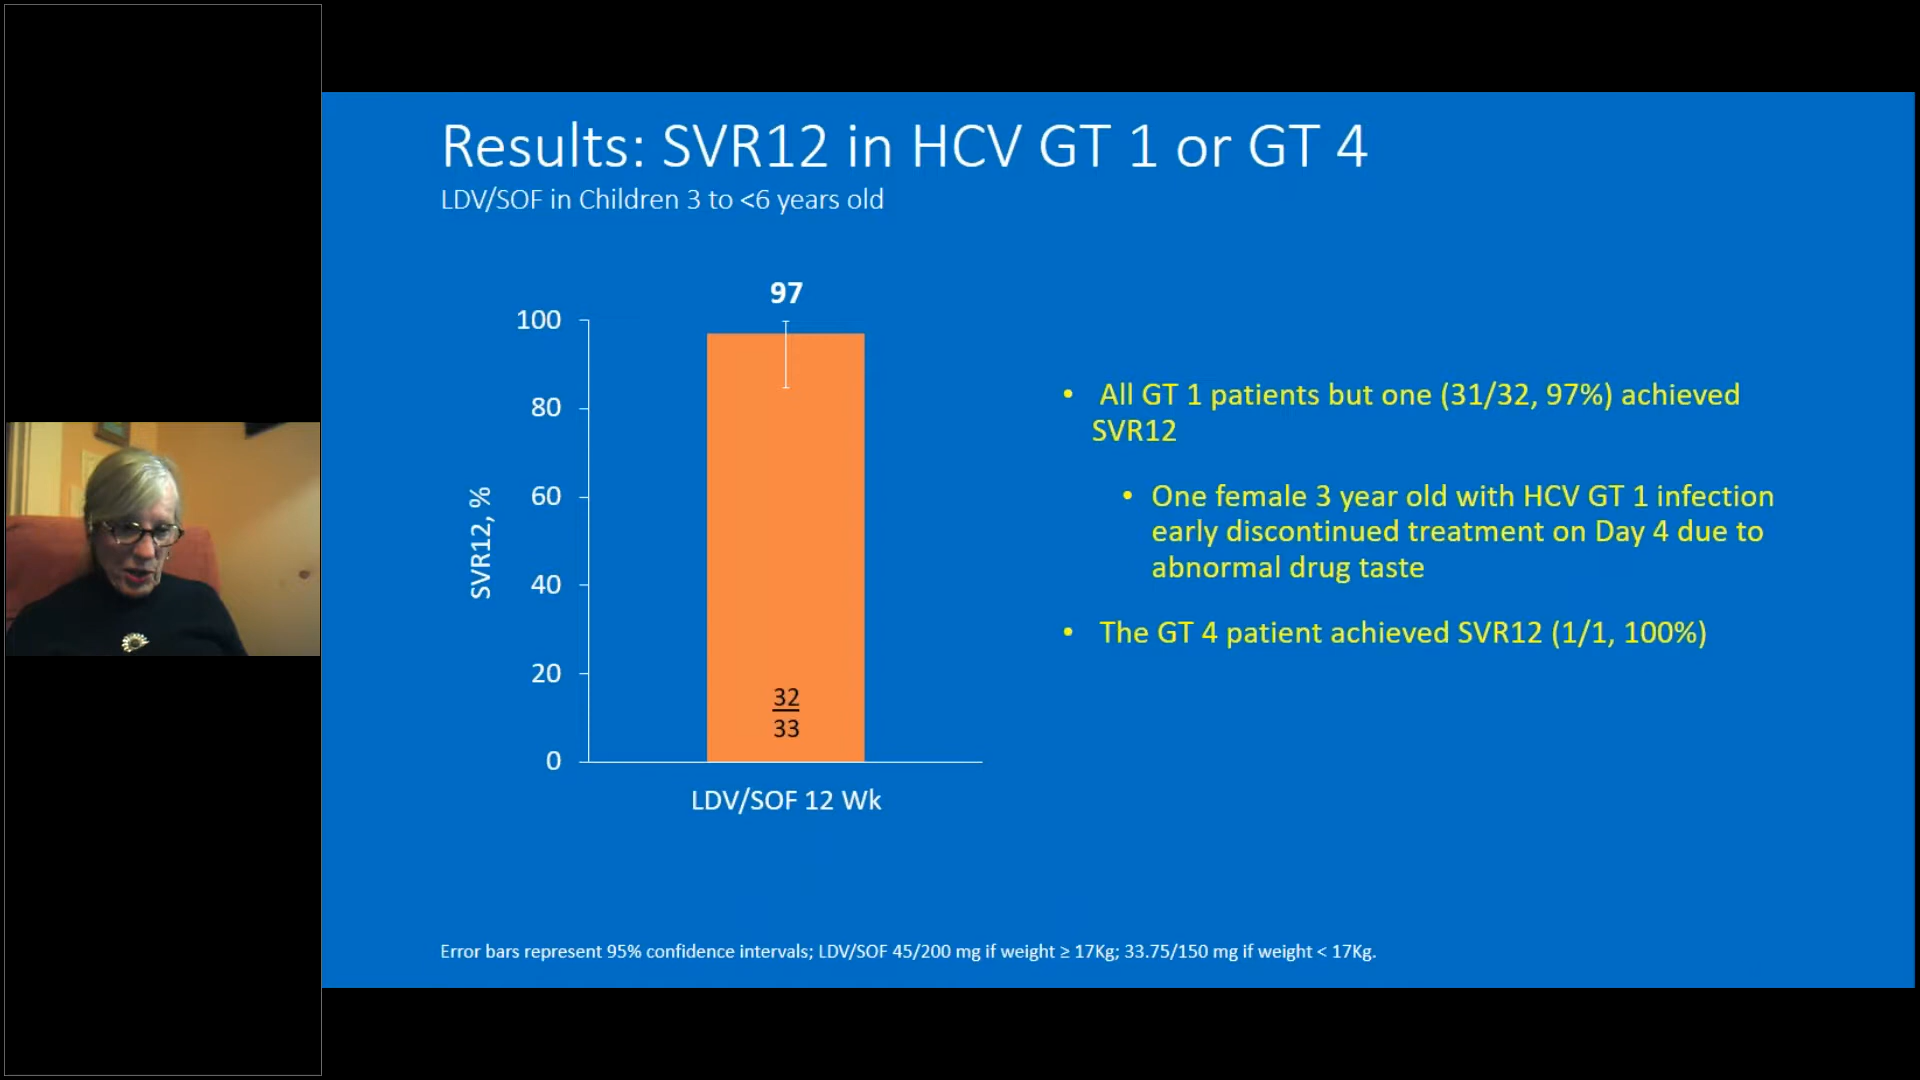 Results: SVR12 in HCV GT 1 or GT 4
LDV/SOF in Children 3 to <6 years old
97
100
80
60
40
20
0
SVR12, %
32
33
LDV/SOF 12 Wk
• All GT 1 patients but one (31/32, 97%) achieved
SVR12
• One female 3 year old with HCV GT 1 infection
early discontinued treatment on Day 4 due to
abnormal drug taste
• The GT 4 patient achieved SVR12 (1/1, 100%)
Error bars represent 95% confidence intervals; LDV/SOF 45/200 mg if weight ≥ 17Kg; 33.75/150 mg if weight < 17Kg.